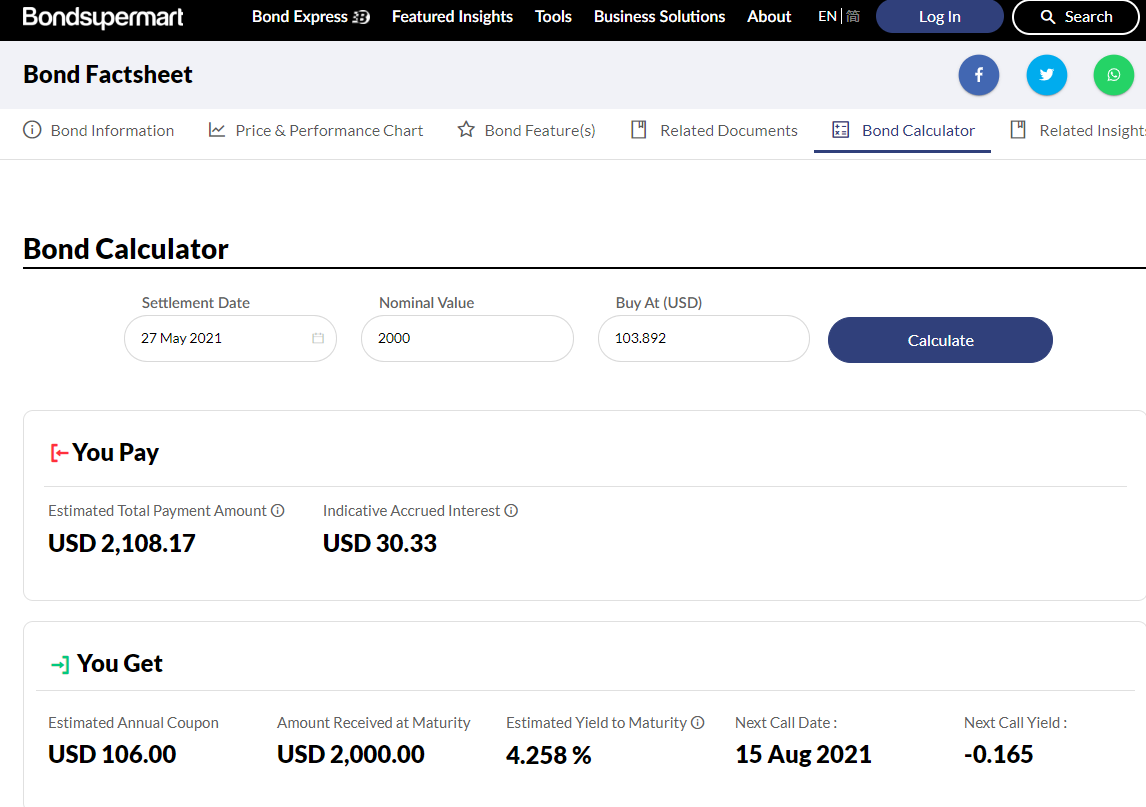 Bondsupermart Bond Express Featured Insights Tools Business Solutions About EN 简 Log In Search
Bond Factsheet
Bond Information Price & Performance Chart Bond Feature(s) Related Documents Bond Calculator Related Insights
Bond Calculator
Settlement Date Nominal Value Buy At (USD)
27 May 2021 2000 103.892 Calculate
You Pay
Estimated Total Payment Amount Indicative Accrued Interest
USD 2,108.17 USD 30.33
You Get
Estimated Annual Coupon Amount Received at Maturity Estimated Yield to Maturity Next Call Date : Next Call Yield :
USD 106.00 USD 2,000.00 4.258 % 15 Aug 2021 -0.165